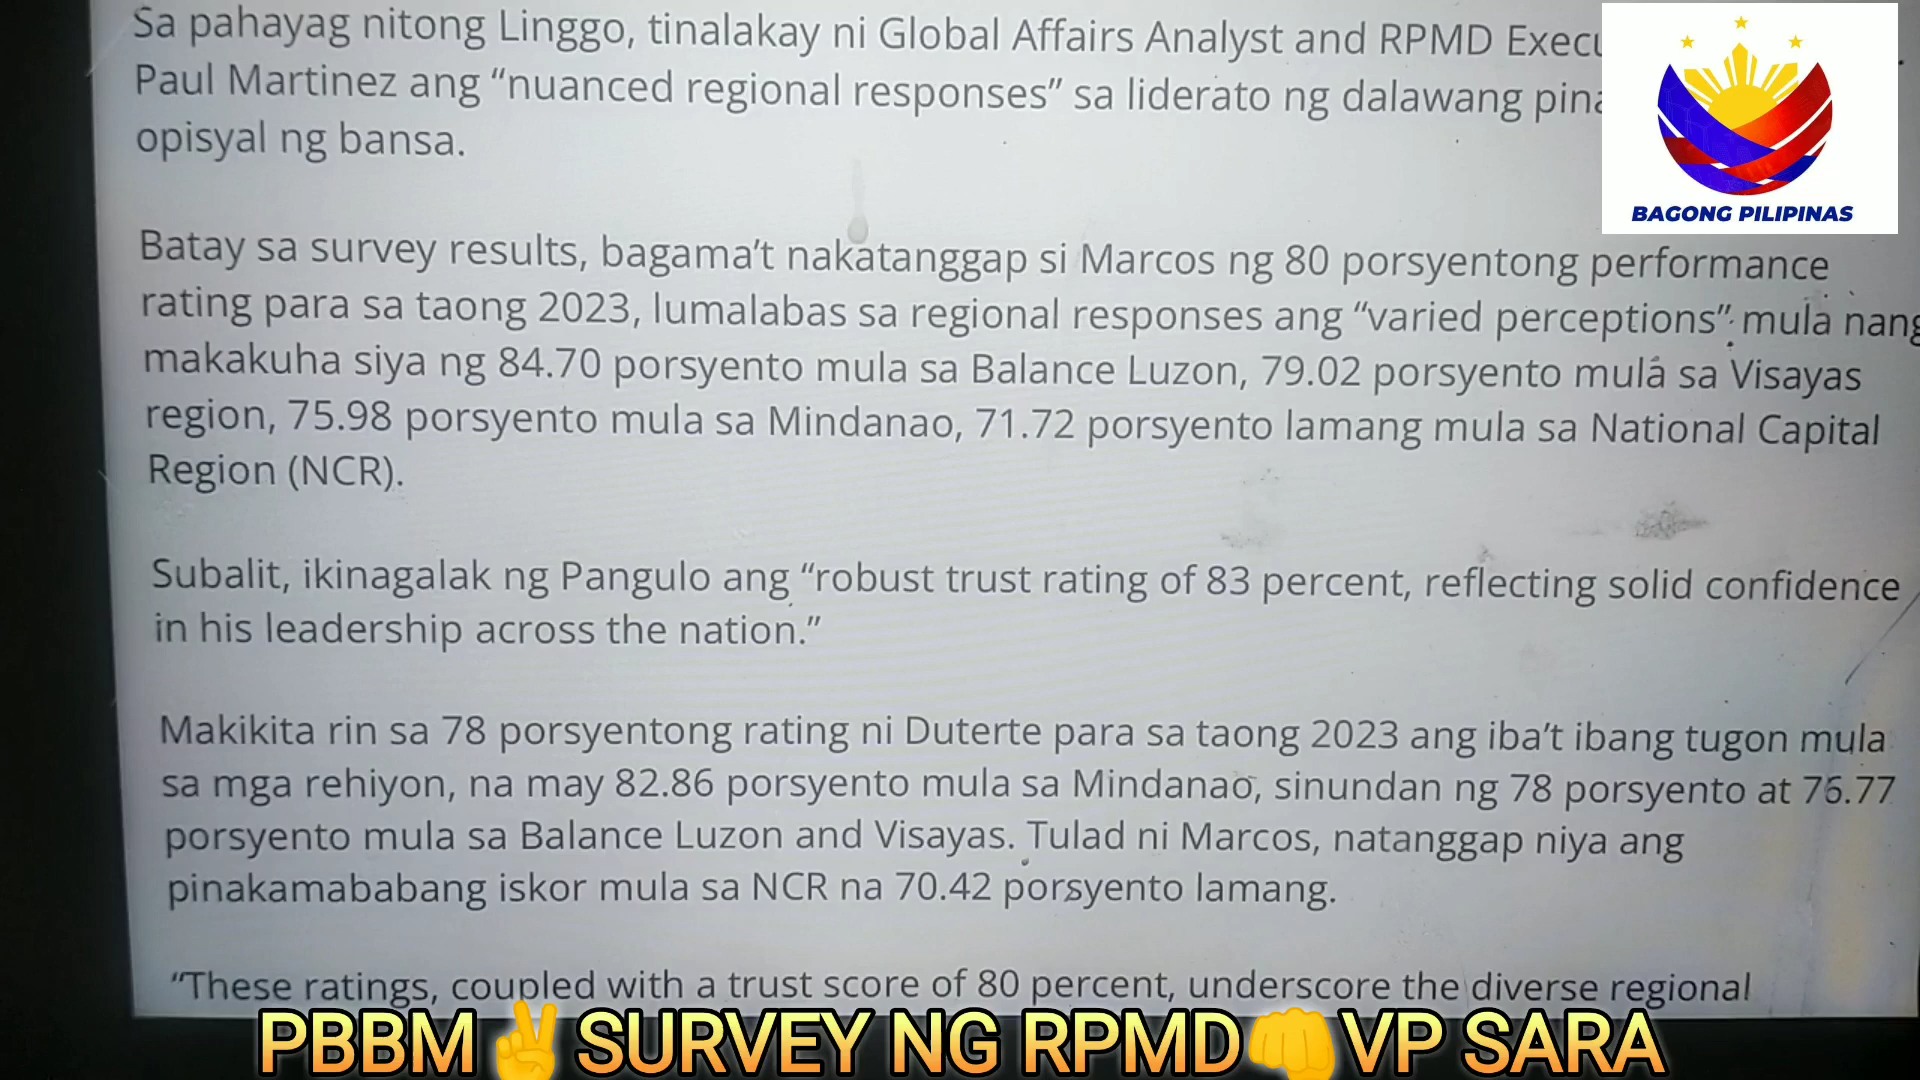 Sa pahayag nitong Linggo, tinalakay ni Global Affairs Analyst and RPMD
Paul Martinez ang “nuanced regional responses” sa liderato ng dalawang
opisyal ng bansa.
Batay sa survey results, bagama’t nakatanggap si Marcos ng 80 porsyentong performance
rating para sa taong 2023, lumalabas sa regional responses ang “varied perceptions” mula nang
makakuha siya ng 84.70 porsyento mula sa Balance Luzon, 79.02 porsyento mula sa Visayas
region, 75.98 porsyento mula sa Mindanao, 71.72 porsyento lamang mula sa National Capital
Region (NCR).
Subalit, ikinagalak ng Pangulo ang “robust trust rating of 83 percent, reflecting solid confidence
in his leadership across the nation.”
Makikita rin sa 78 porsyentong rating ni Duterte para sa taong 2023 ang iba’t ibang tugon mula
sa mga rehiyon, na may 82.86 porsyento mula sa Mindanao, sinundan ng 78 porsyento at 76.77
porsyento mula sa Balance Luzon and Visayas. Tulad ni Marcos, natanggap niya ang
pinakamababang iskor mula sa NCR na 70.42 porsyento lamang.
“These ratings, coupled with a trust score of 80 percent, underscore the diverse regional
BAGONG PILIPINAS
PBBM✌SURVEY NG RPMD👊VP SARA